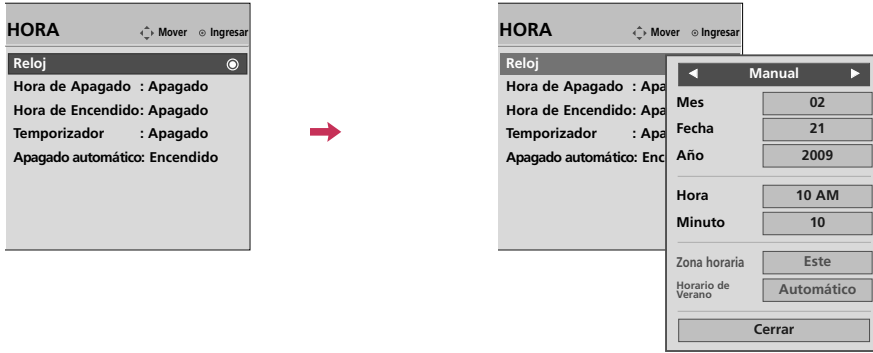 HORA Mover Ingresar
Reloj
Hora de Apagado : Apagado
Hora de Encendido: Apagado
Temporizador : Apagado
Apagado automático: Encendido
HORA Mover Ingresar
Reloj
Hora de Apagado : Apa
Hora de Encendido: Apa
Temporizador : Apa
Apagado automático: Enc
Manual
Mes 02
Fecha 21
Año 2009
Hora 10 AM
Minuto 10
Zona horaria Este
Horario de Verano Automático
Cerrar